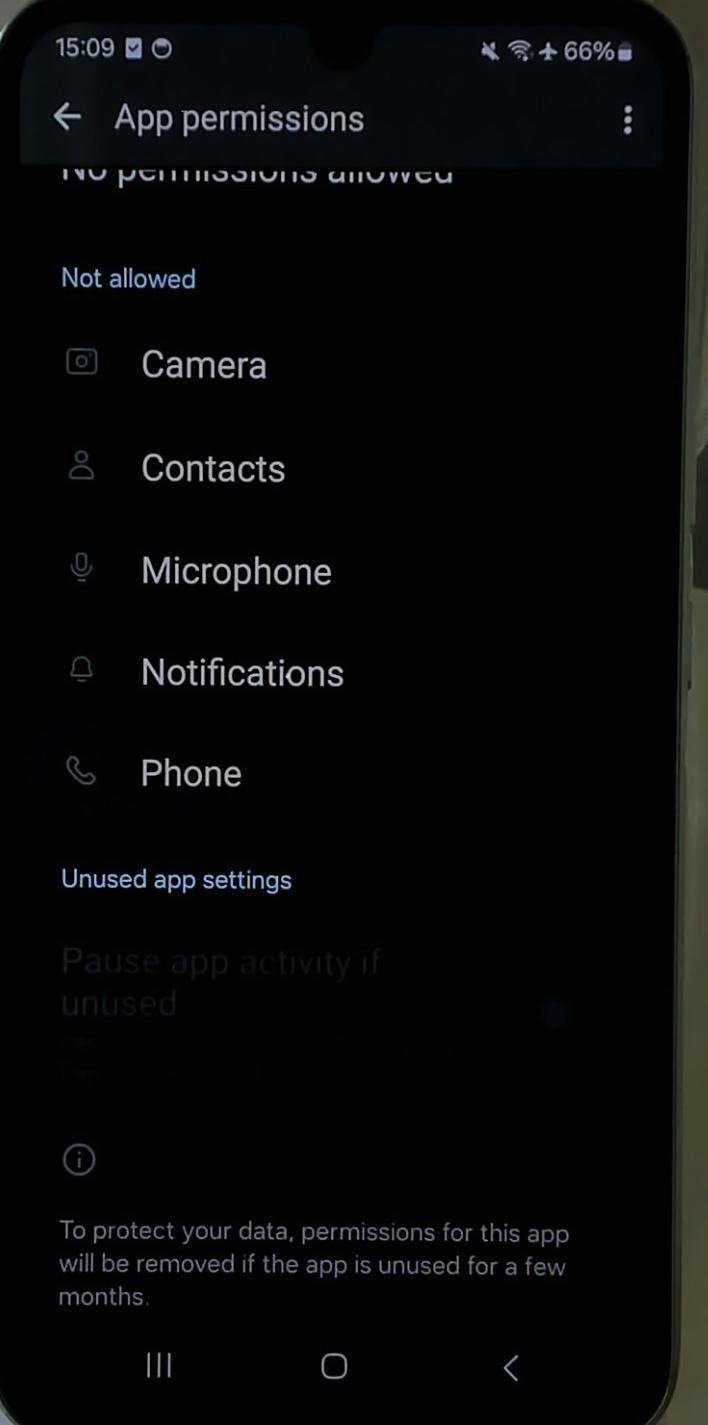 15:09
66%
App permissions
No permissions allowed
Not allowed
Camera
Contacts
Microphone
Notifications
Phone
Unused app settings
Pause app activity if
unused
To protect your data, permissions for this app
will be removed if the app is unused for a few
months.